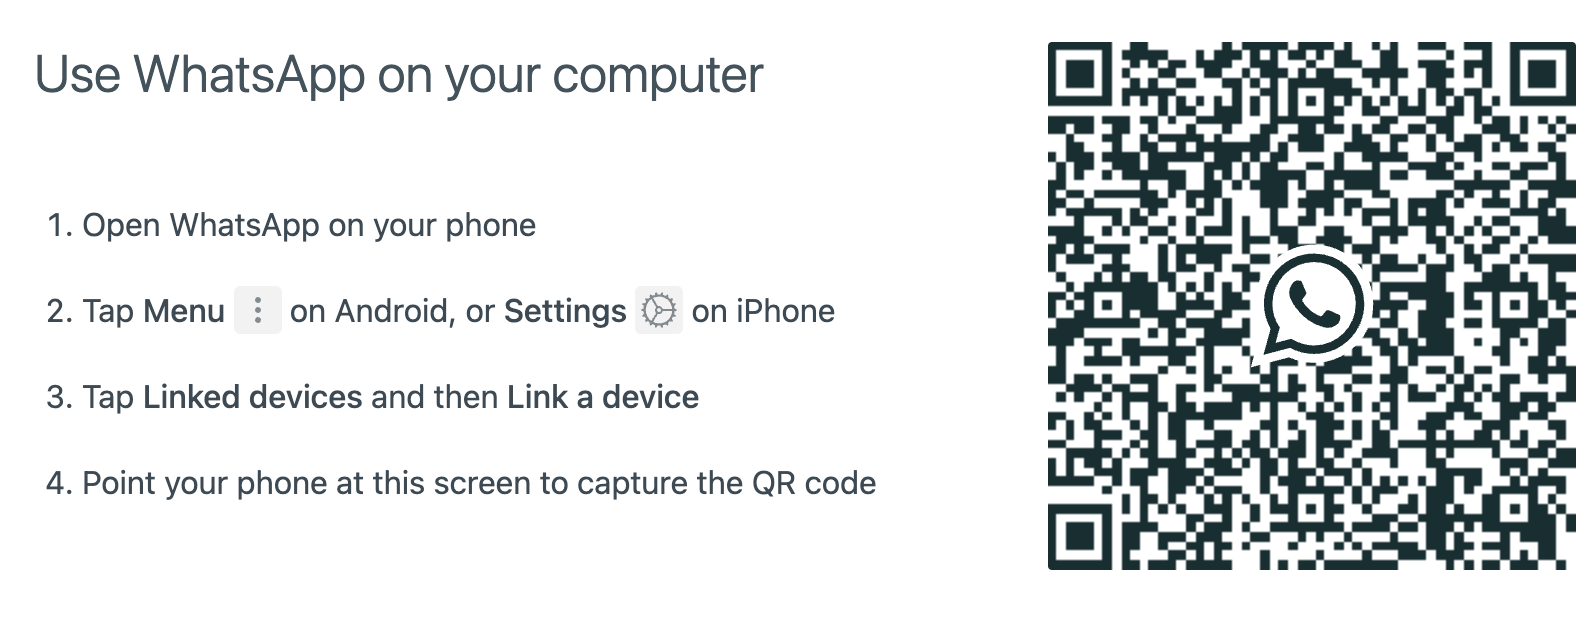 Use WhatsApp on your computer
1. Open WhatsApp on your phone
2. Tap Menu on Android, or Settings on iPhone
3. Tap Linked devices and then Link a device
4. Point your phone at this screen to capture the QR code